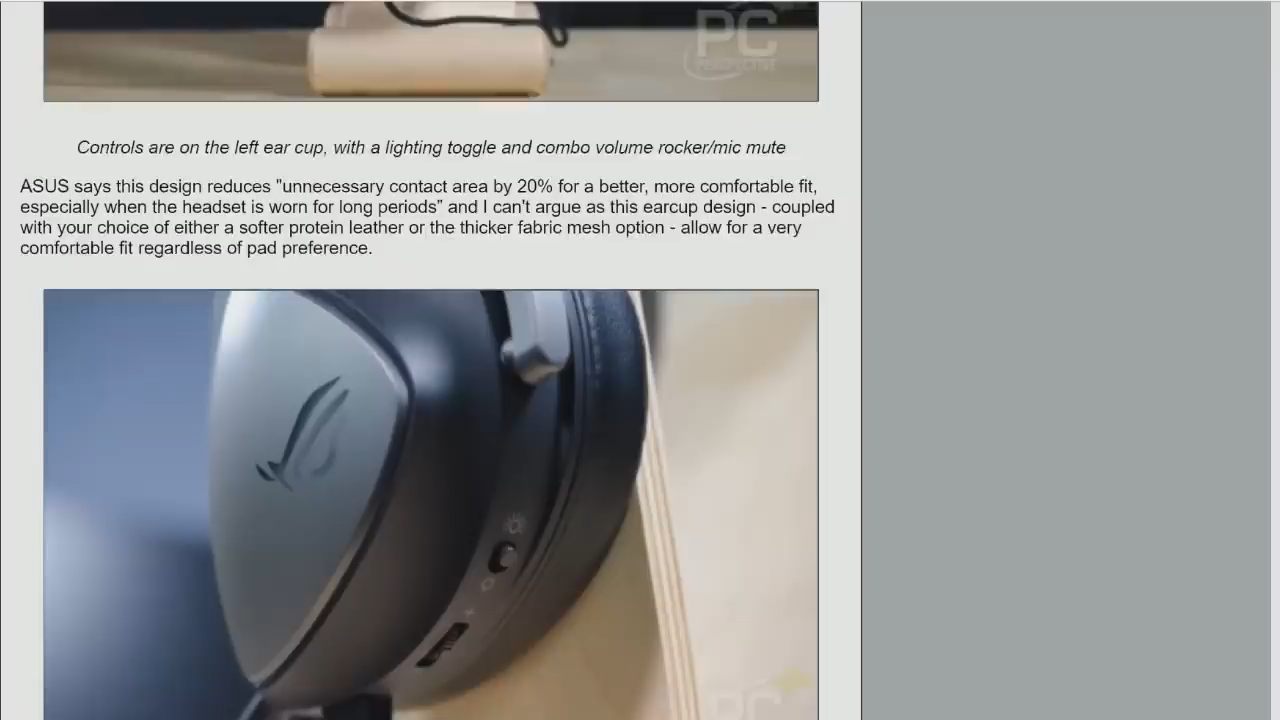 PC
PERSPECTIVE
Controls are on the left ear cup, with a lighting toggle and combo volume rocker/mic mute
ASUS says this design reduces "unnecessary contact area by 20% for a better, more comfortable fit,
especially when the headset is worn for long periods” and I can't argue as this earcup design - coupled
with your choice of either a softer protein leather or the thicker fabric mesh option - allow for a very
comfortable fit regardless of pad preference.
PC